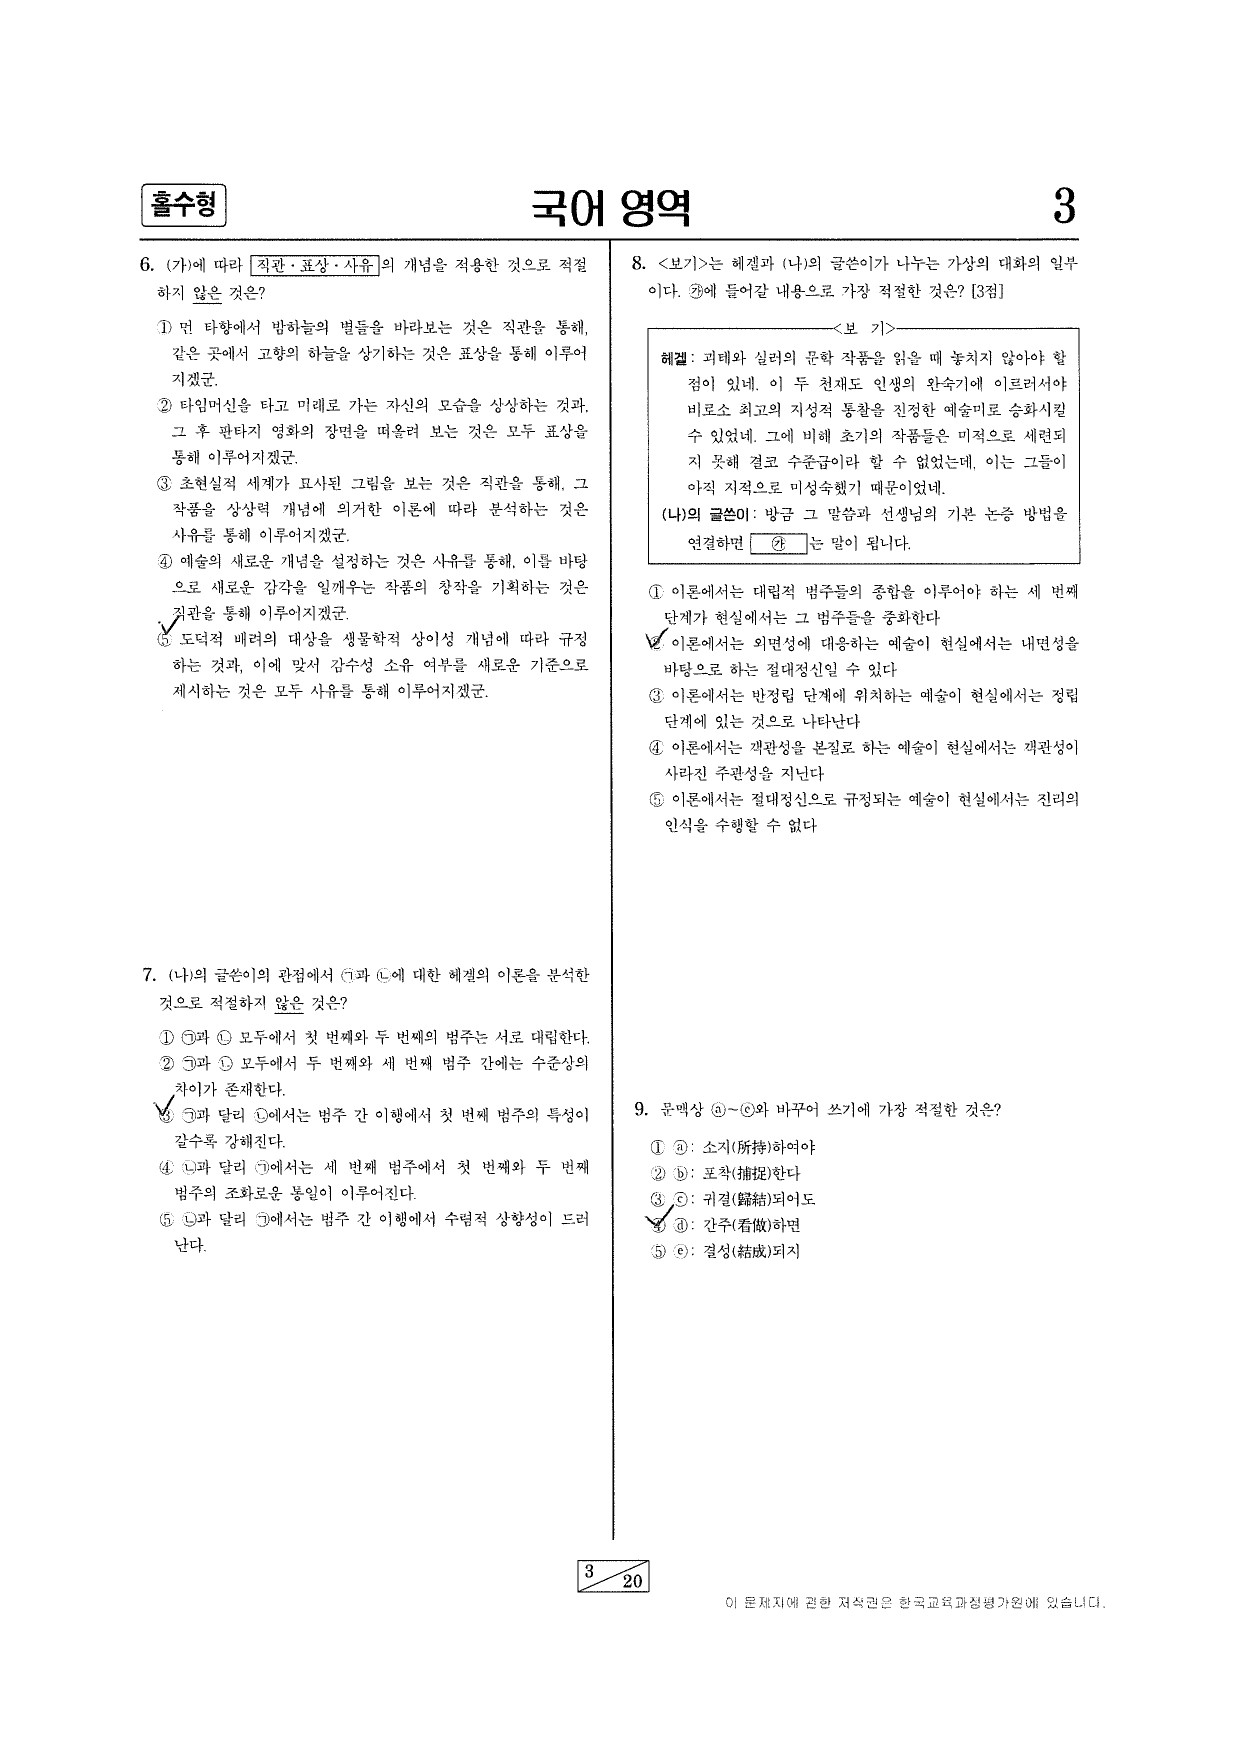 홀수형
국어 영역
3
6. (가)에 따라 직관·표상·사유의 개념을 적용한 것으로 적절
하지 않은 것은?
① 먼 타향에서 밤하늘의 별들을 바라보는 것은 직관을 통해,
같은 곳에서 고향의 하늘을 상기하는 것은 표상을 통해 이루어
지겠군.
② 타임머신을 타고 미래로 가는 자신의 모습을 상상하는 것과,
그 후 판타지 영화의 장면을 떠올려 보는 것은 모두 표상을
통해 이루어지겠군.
③ 초현실적 세계가 묘사된 그림을 보는 것은 직관을 통해, 그
작품을 상상력 개념에 의거한 이론에 따라 분석하는 것은
사유를 통해 이루어지겠군.
④ 예술의 새로운 개념을 설정하는 것은 사유를 통해, 이를 바탕
으로 새로운 감각을 일깨우는 작품의 창작을 기획하는 것은
직관을 통해 이루어지겠군.
⑤ 도덕적 배려의 대상을 생물학적 상이성 개념에 따라 규정
하는 것과, 이에 맞서 감수성 소유 여부를 새로운 기준으로
제시하는 것은 모두 사유를 통해 이루어지겠군.
7. (나)의 글쓴이의 관점에서 ㉠과 ㉡에 대한 헤겔의 이론을 분석한
것으로 적절하지 않은 것은?
① ㉠과 ㉡ 모두에서 첫 번째와 두 번째의 범주는 서로 대립한다.
② ㉠과 ㉡ 모두에서 두 번째와 세 번째 범주 간에는 수준상의
차이가 존재한다.
③ ㉠과 달리 ㉡에서는 범주 간 이행에서 첫 번째 범주의 특성이
갈수록 강해진다.
④ ㉡과 달리 ㉠에서는 세 번째 범주에서 첫 번째와 두 번째
범주의 조화로운 통일이 이루어진다.
⑤ ㉡과 달리 ㉠에서는 범주 간 이행에서 수렴적 상향성이 드러
난다.
8. <보기>는 헤겔과 (나)의 글쓴이가 나누는 가상의 대화의 일부
이다. ㉮에 들어갈 내용으로 가장 적절한 것은? [3점]
<보 기>
헤겔: 괴테와 실러의 문학 작품을 읽을 때 놓치지 않아야 할
점이 있네. 이 두 천재도 인생의 완숙기에 이르러서야
비로소 최고의 지성적 통찰을 진정한 예술미로 승화시킬
수 있었네. 그에 비해 초기의 작품들은 미적으로 세련되
지 못해 결코 수준급이라 할 수 없었는데, 이는 그들이
아직 지적으로 미성숙했기 때문이었네.
(나)의 글쓴이: 방금 그 말씀과 선생님의 기본 논증 방법을
연결하면 ㉮는 말이 됩니다.
① 이론에서는 대립적 범주들의 종합을 이루어야 하는 세 번째
단계가 현실에서는 그 범주들을 중화한다
② 이론에서는 외면성에 대응하는 예술이 현실에서는 내면성을
바탕으로 하는 절대정신일 수 있다
③ 이론에서는 반정립 단계에 위치하는 예술이 현실에서는 정립
단계에 있는 것으로 나타난다
④ 이론에서는 객관성을 본질로 하는 예술이 현실에서는 객관성이
사라진 주관성을 지닌다
⑤ 이론에서는 절대정신으로 규정되는 예술이 현실에서는 진리의
인식을 수행할 수 없다
9. 문맥상 ⓐ~ⓔ와 바꾸어 쓰기에 가장 적절한 것은?
① ⓐ: 소지(所持)하여야
② ⓑ: 포착(捕捉)한다
③ ⓒ: 귀결(歸結)되어도
④ ⓓ: 간주(看做)하면
⑤ ⓔ: 결성(結成)되지
3
20
이 문제지에 관한 저작권은 한국교육과정평가원에 있습니다.